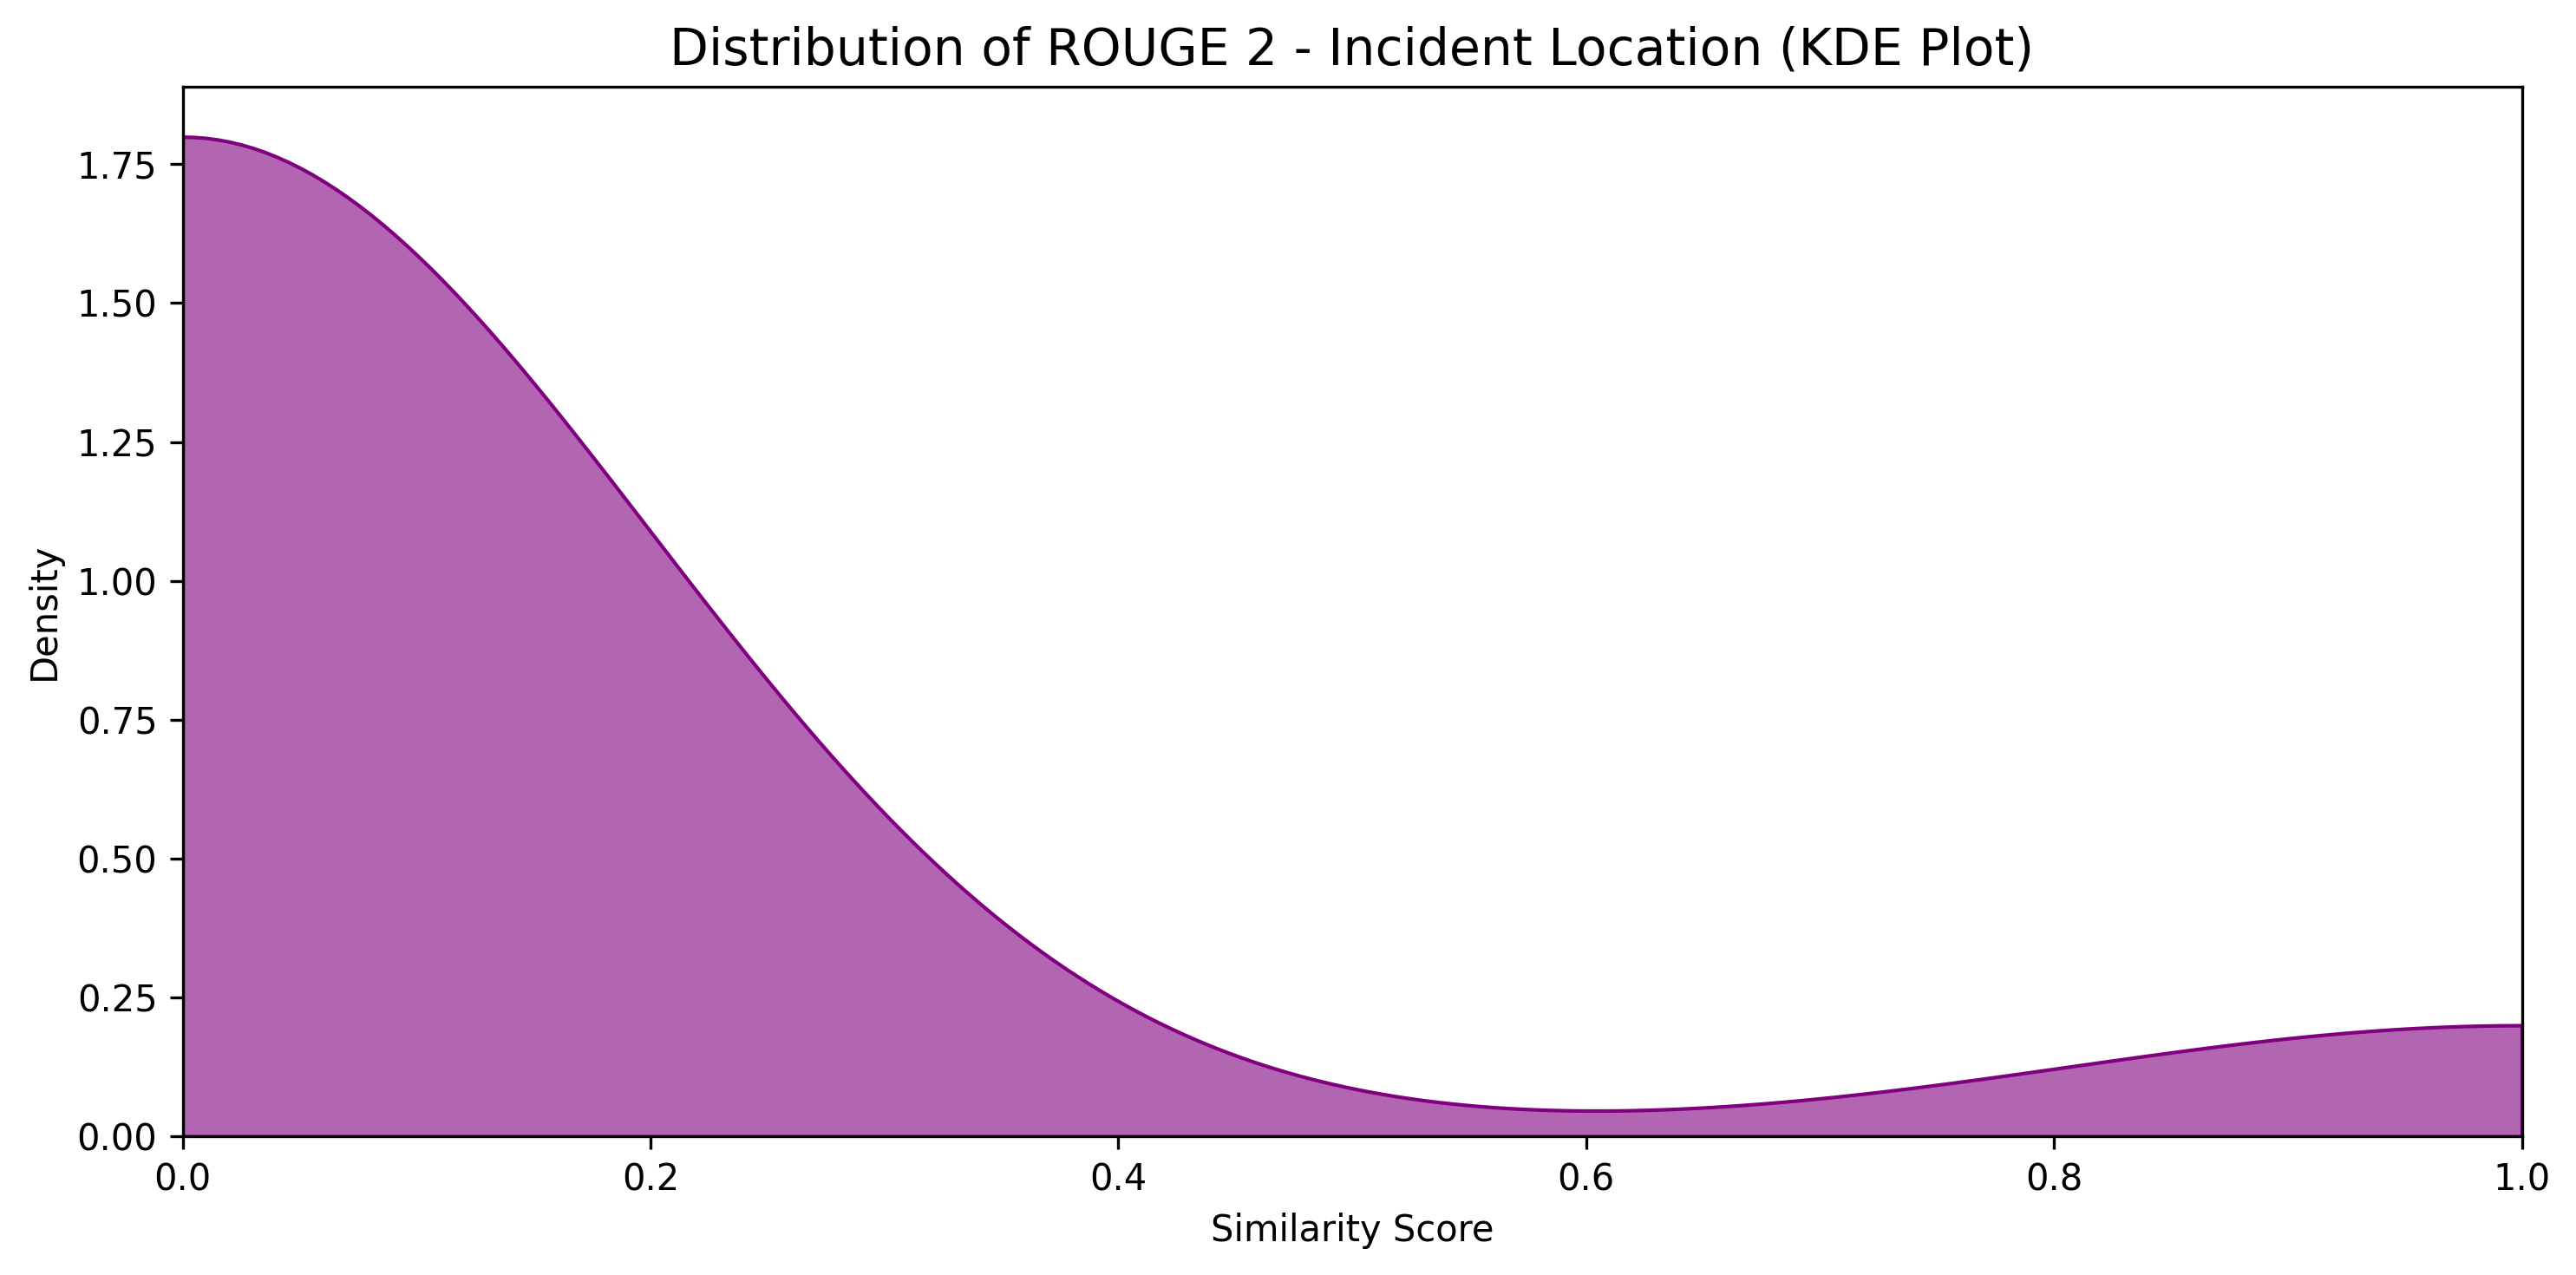 Distribution of ROUGE 2 - Incident Location (KDE Plot)
Density
1.75
1.50
1.25
1.00
0.75
0.50
0.25
0.00
0.0 0.2 0.4 0.6 0.8 1.0
Similarity Score